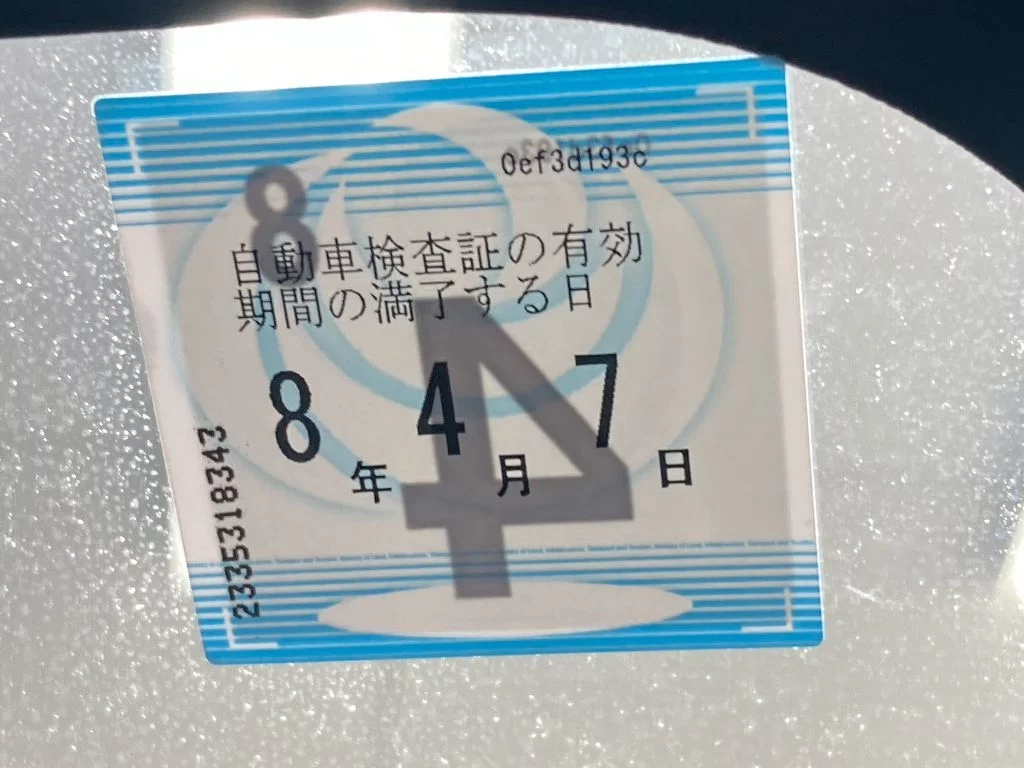 0ef3d193c
8
自動車検査証の有効
期間の満了する日
4
8年4月7日
2335318343